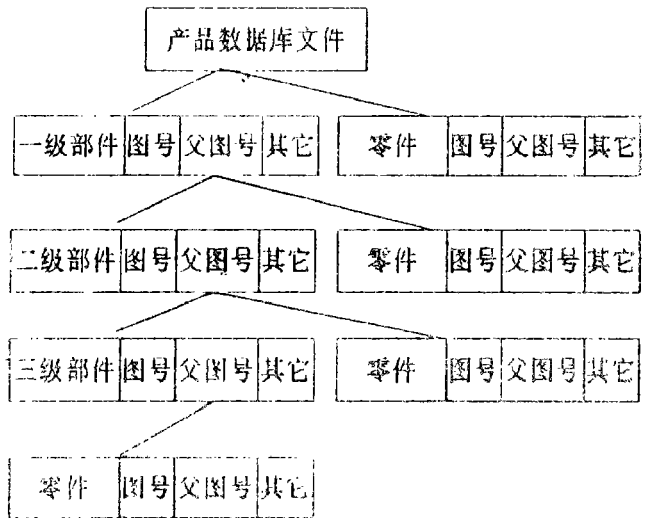 产品数据库文件
一级部件 图号 父图号 其它 零件 图号 父图号 其它
二级部件 图号 父图号 其它 零件 图号 父图号 其它
三级部件 图号 父图号 其它 零件 图号 父图号 其它
零件 图号 父图号 其它